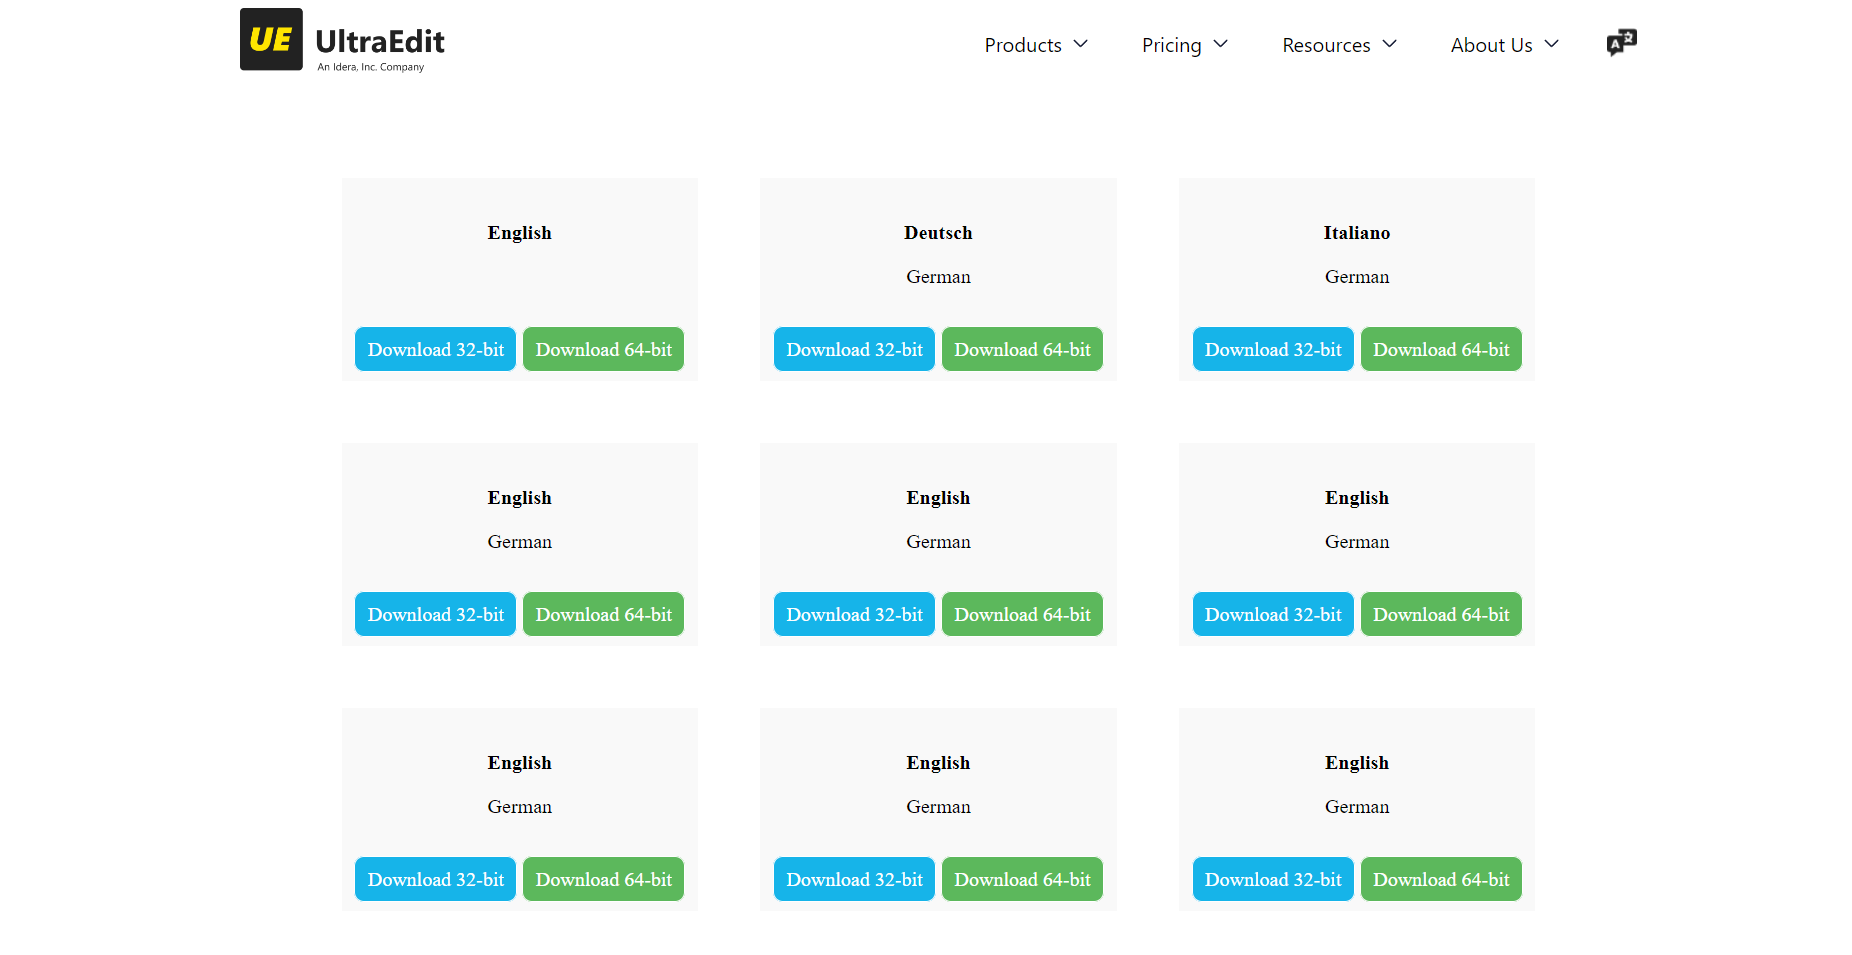 UE UltraEdit
An Idera, Inc. Company
Products Pricing Resources About Us
A 文
English Deutsch Italiano
German German
Download 32-bit Download 64-bit Download 32-bit Download 64-bit Download 32-bit Download 64-bit
English English English
German German German
Download 32-bit Download 64-bit Download 32-bit Download 64-bit Download 32-bit Download 64-bit
English English English
German German German
Download 32-bit Download 64-bit Download 32-bit Download 64-bit Download 32-bit Download 64-bit